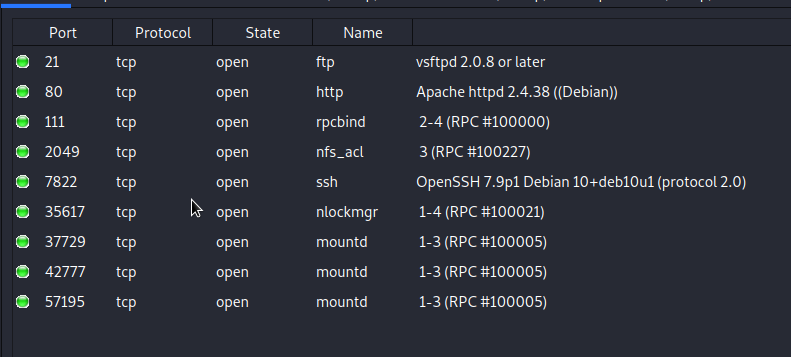 Port Protocol State Name
21 tcp open ftp vsftpd 2.0.8 or later
80 tcp open http Apache httpd 2.4.38 ((Debian))
111 tcp open rpcbind 2-4 (RPC #100000)
2049 tcp open nfs_acl 3 (RPC #100227)
7822 tcp open ssh OpenSSH 7.9p1 Debian 10+deb10u1 (protocol 2.0)
35617 tcp open nlockmgr 1-4 (RPC #100021)
37729 tcp open mountd 1-3 (RPC #100005)
42777 tcp open mountd 1-3 (RPC #100005)
57195 tcp open mountd 1-3 (RPC #100005)